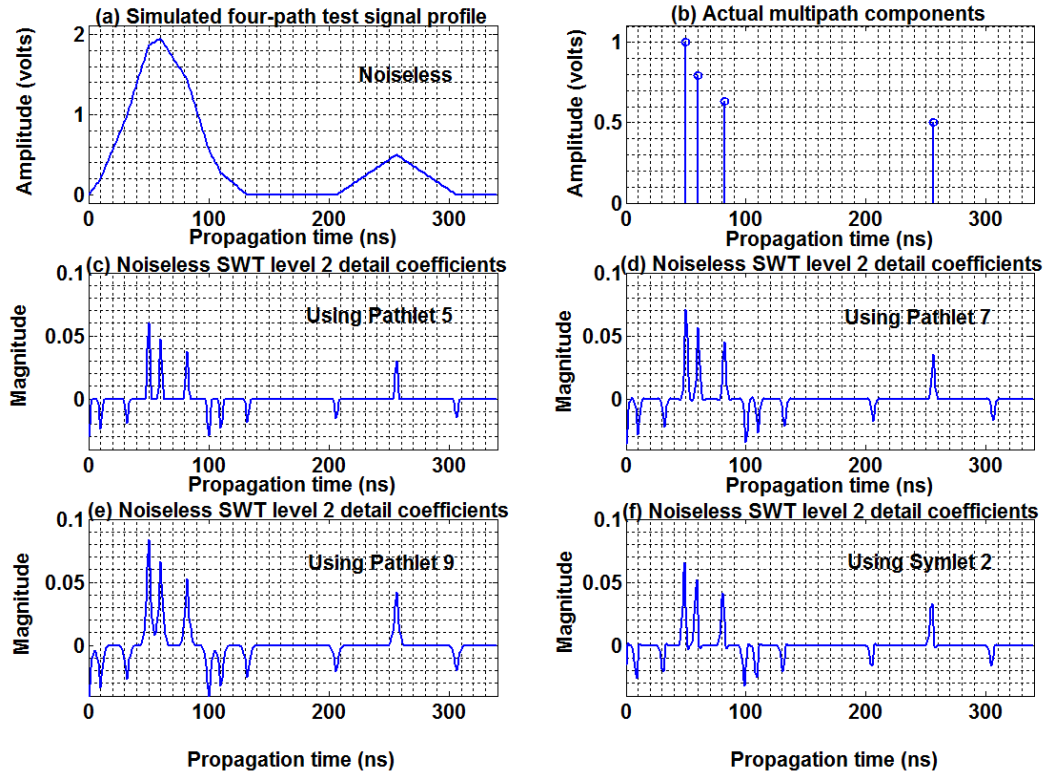 (a) Simulated four-path test signal profile
Amplitude (volts)
2
1
0
Noiseless
0 100 200 300
Propagation time (ns)
(b) Actual multipath components
Amplitude (volts)
1
0.5
0
0 100 200 300
Propagation time (ns)
(c) Noiseless SWT level 2 detail coefficients
Magnitude
0.1
0.05
0
Using Pathlet 5
0 100 200 300
Propagation time (ns)
(d) Noiseless SWT level 2 detail coefficients
Magnitude
0.1
0.05
0
Using Pathlet 7
0 100 200 300
Propagation time (ns)
(e) Noiseless SWT level 2 detail coefficients
Magnitude
0.1
0.05
0
Using Pathlet 9
0 100 200 300
Propagation time (ns)
(f) Noiseless SWT level 2 detail coefficients
Magnitude
0.1
0.05
0
Using Symlet 2
0 100 200 300
Propagation time (ns)